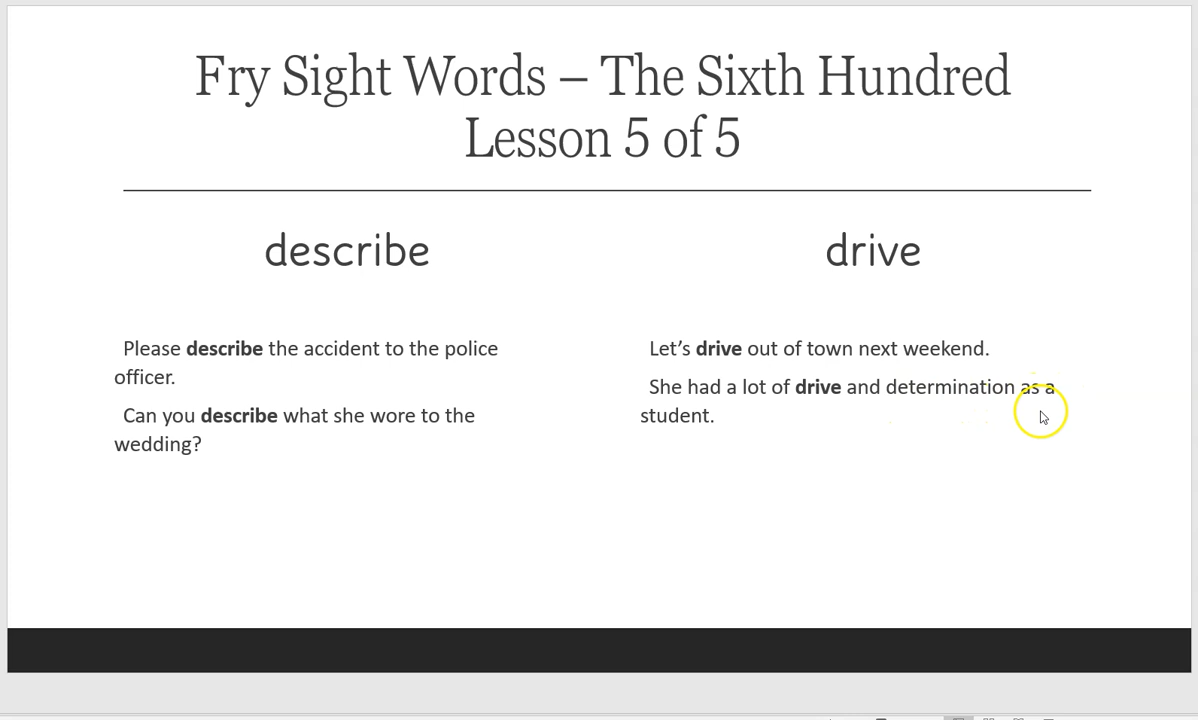 Fry Sight Words – The Sixth Hundred
Lesson 5 of 5
describe
Please describe the accident to the police
officer.
Can you describe what she wore to the
wedding?
drive
Let’s drive out of town next weekend.
She had a lot of drive and determination as a
student.